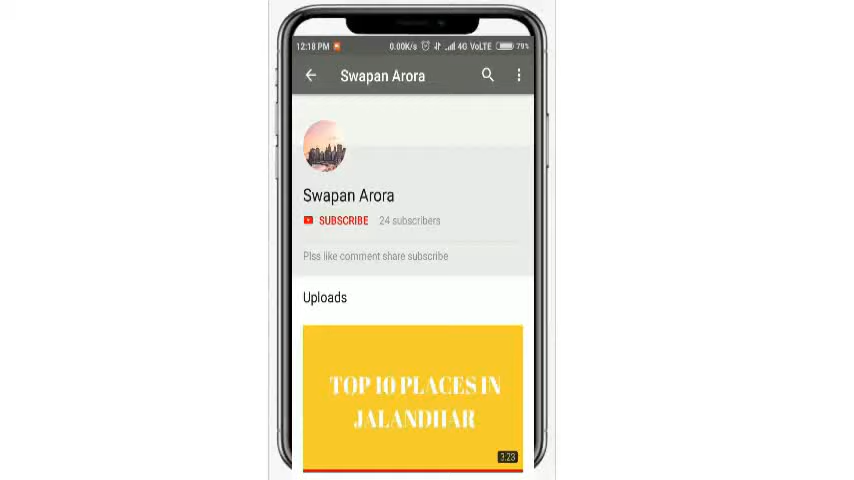 12:18 PM 0.00K/s 4G VoLTE 79%
Swapan Arora
Swapan Arora
SUBSCRIBE 24 subscribers
Plss like comment share subscribe
Uploads
TOP 10 PLACES IN
JALANDHAR
3:23